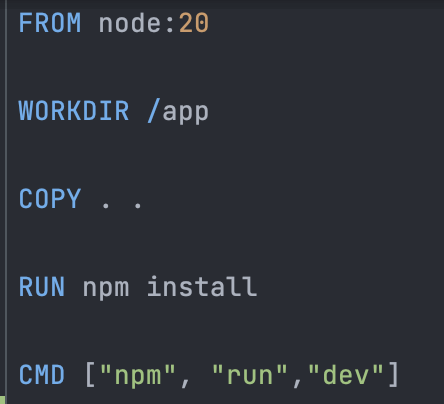 FROM node:20
WORKDIR /app
COPY . .
RUN npm install
CMD ["npm", "run","dev"]